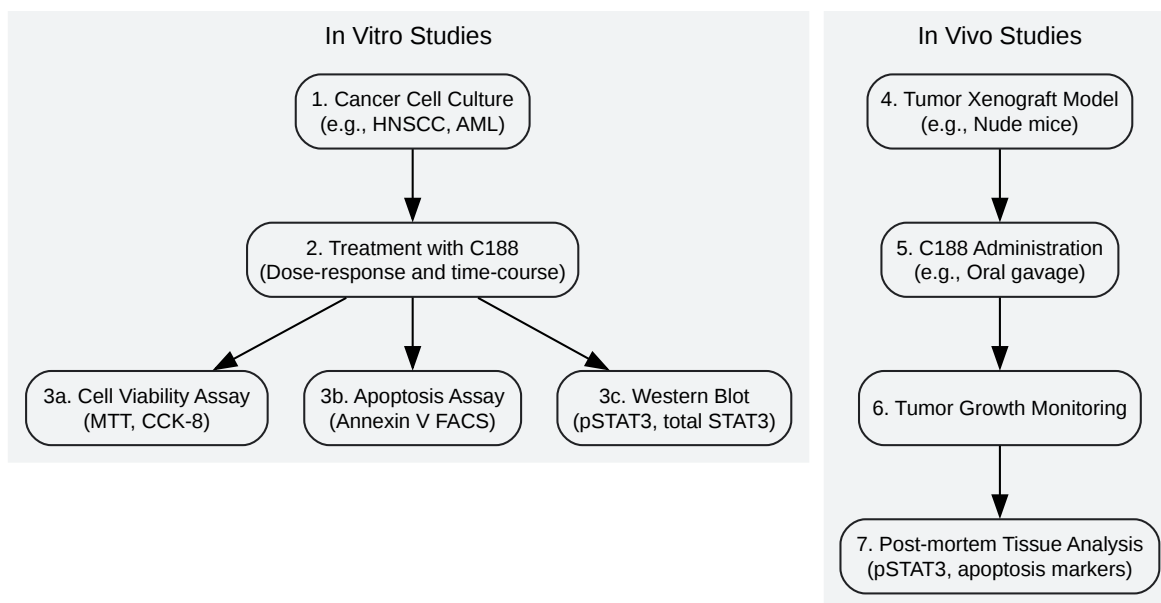 In Vitro Studies
1. Cancer Cell Culture
(e.g., HNSCC, AML)
2. Treatment with C188
(Dose-response and time-course)
3a. Cell Viability Assay
(MTT, CCK-8)
3b. Apoptosis Assay
(Annexin V FACS)
3c. Western Blot
(pSTAT3, total STAT3)
In Vivo Studies
4. Tumor Xenograft Model
(e.g., Nude mice)
5. C188 Administration
(e.g., Oral gavage)
6. Tumor Growth Monitoring
7. Post-mortem Tissue Analysis
(pSTAT3, apoptosis markers)